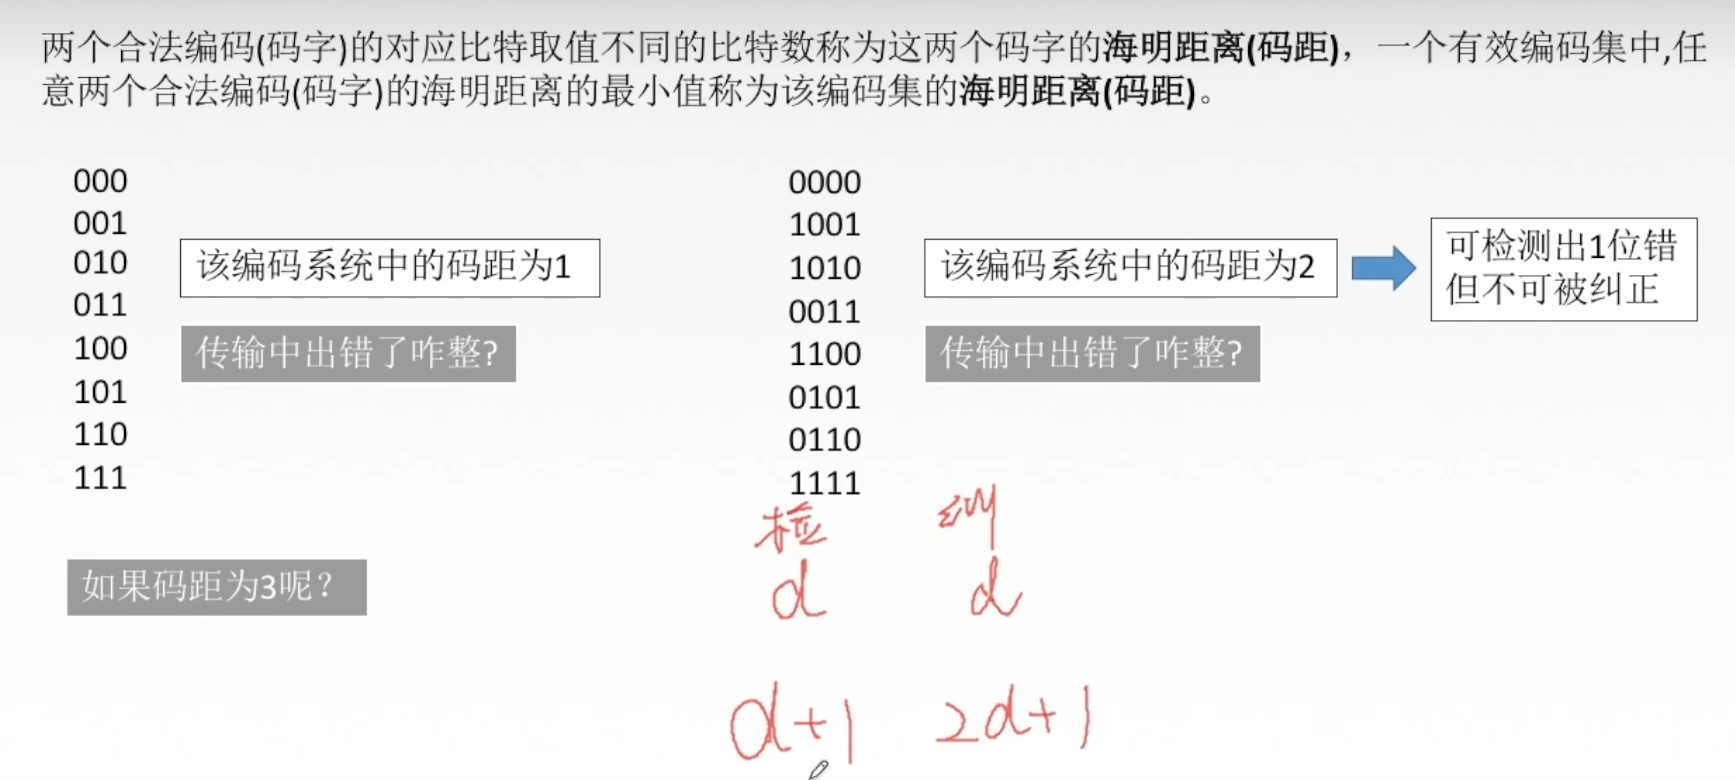 两个合法编码(码字)的对应比特取值不同的比特数称为这两个码字的海明距离(码距)，一个有效编码集中,任
意两个合法编码(码字)的海明距离的最小值称为该编码集的海明距离(码距)。
000
001
010
011
100
101
110
111
该编码系统中的码距为1
传输中出错了咋整?
0000
1001
1010
0011
1100
0101
0110
1111
该编码系统中的码距为2
传输中出错了咋整?
可检测出1位错
但不可被纠正
如果码距为3呢?
检 纠
d d
d+1 2d+1